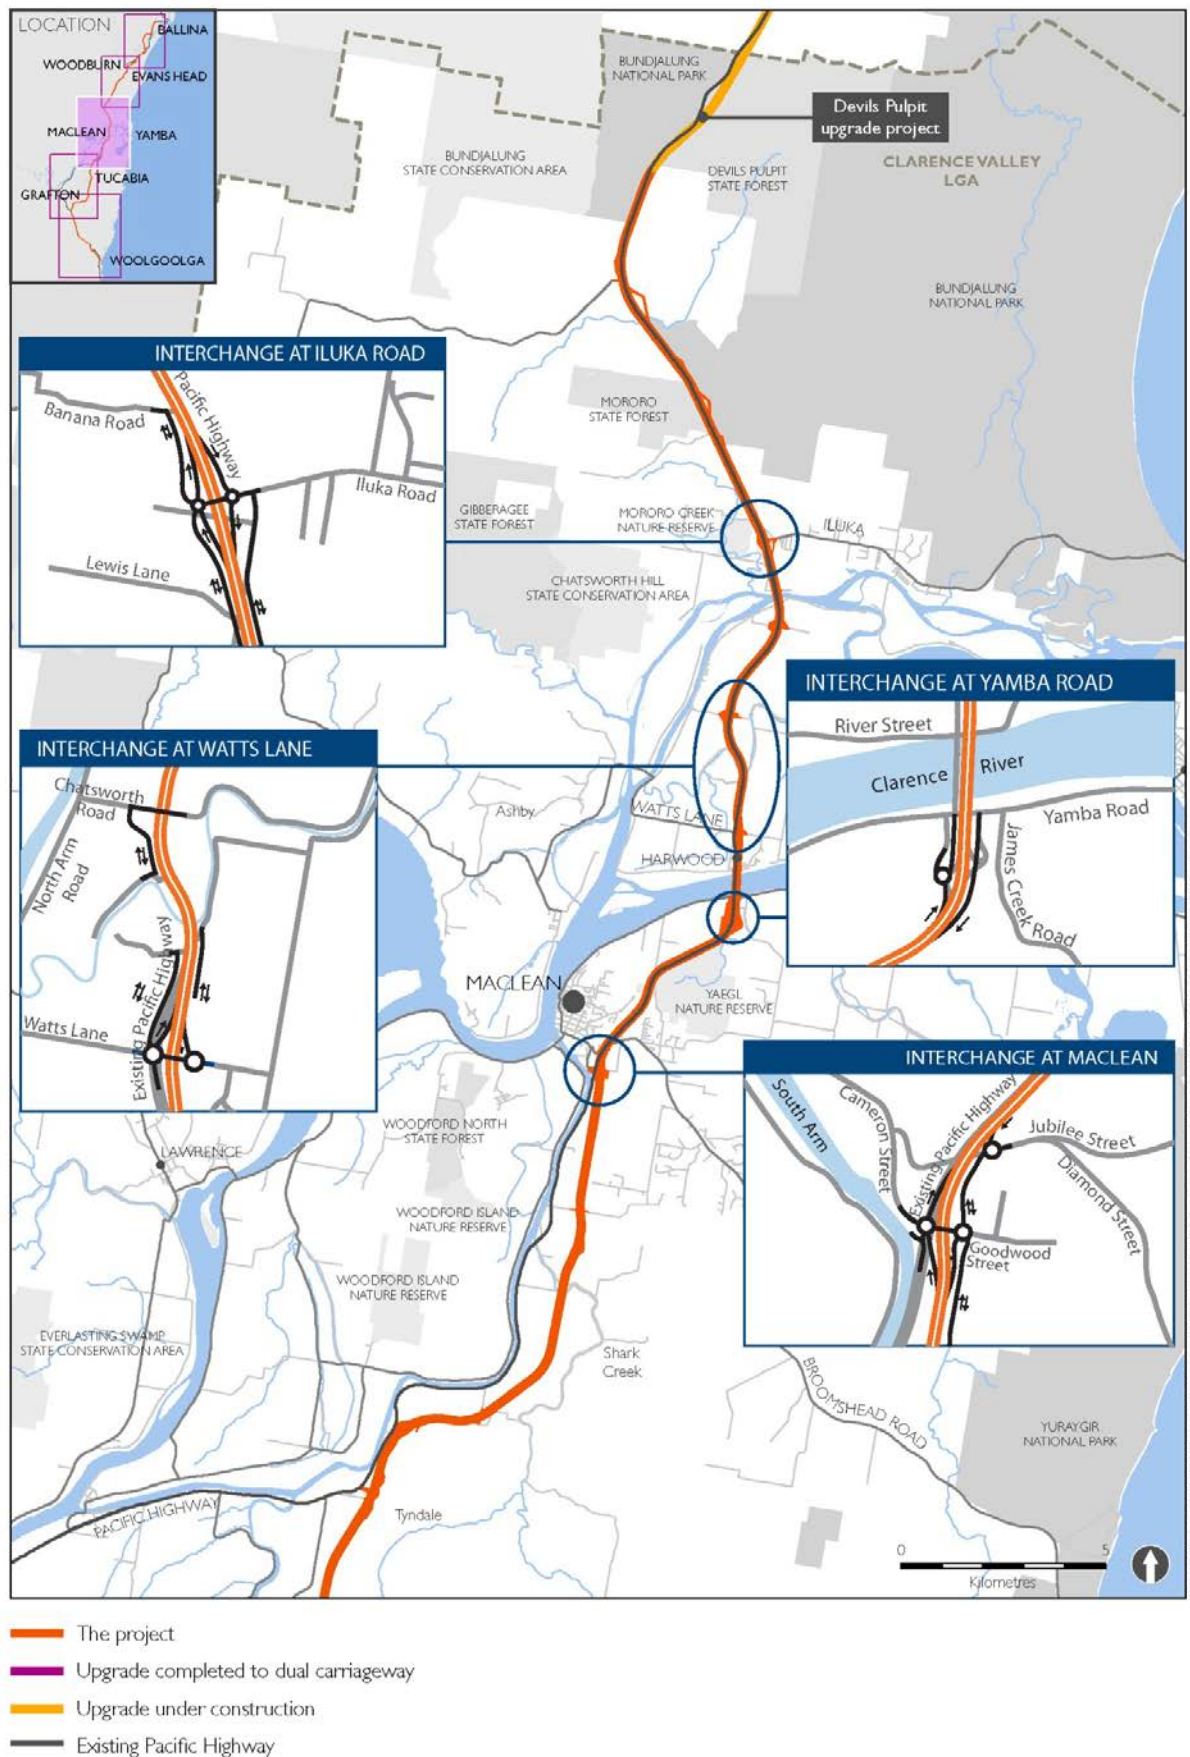 LOCATION
BALLINA
WOODBURN
EVANS HEAD
MACLEAN
YAMBA
TUCABIA
GRAFTON
WOOLGOOLGA
BUNDJALUNG
NATIONAL PARK
Devils Pulpit
upgrade project
BUNDJALUNG
STATE CONSERVATION AREA
DEVILS PULPIT
STATE FOREST
CLARENCE VALLEY
LGA
BUNDJALUNG
NATIONAL PARK
INTERCHANGE AT ILUKA ROAD
Pacific Highway
Banana Road
Iluka Road
Lewis Lane
MORORO
STATE FOREST
GIBBERAGEE
STATE FOREST
MORORO CREEK
NATURE RESERVE
ILUKA
CHATSWORTH HILL
STATE CONSERVATION AREA
INTERCHANGE AT YAMBA ROAD
River Street
Clarence River
Yamba Road
James Creek Road
INTERCHANGE AT WATTS LANE
Chatsworth
Road
North Arm
Road
Existing Pacific Highway
Watts Lane
Ashby
WATTS LANE
HARWOOD
MACLEAN
YAEGL
NATURE RESERVE
INTERCHANGE AT MACLEAN
South Arm
Cameron Street
Existing Pacific Highway
Jubilee Street
Diamond Street
Goodwood
Street
WOODFORD NORTH
STATE FOREST
LAWRENCE
WOODFORD ISLAND
NATURE RESERVE
WOODFORD ISLAND
NATURE RESERVE
EVERLASTING SWAMP
STATE CONSERVATION AREA
Shark
Creek
BROOMSHEAD ROAD
YURAYGIR
NATIONAL PARK
PACIFIC HIGHWAY
Tyndale
0 5
Kilometres
The project
Upgrade completed to dual carriageway
Upgrade under construction
Existing Pacific Highway